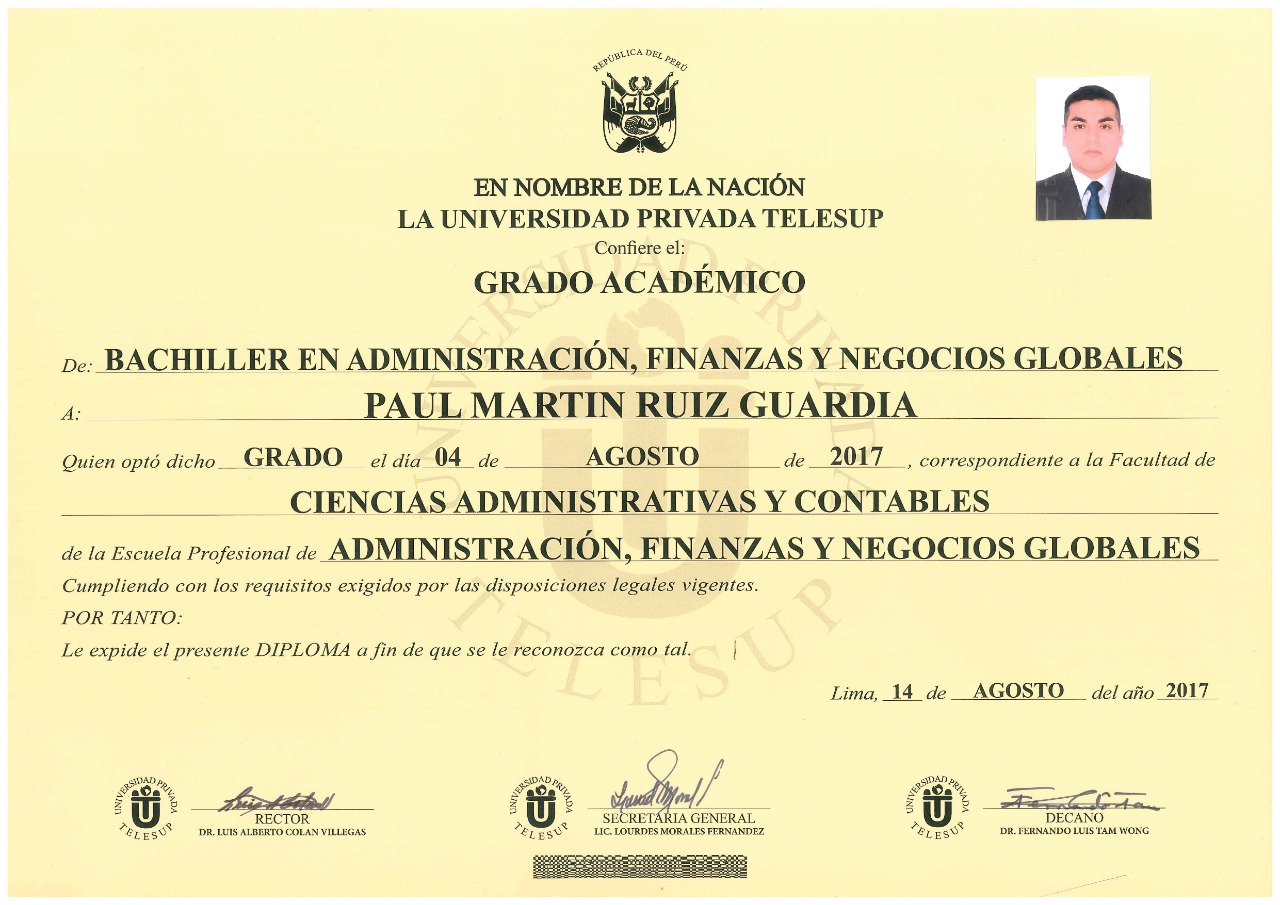 REPÚBLICA DEL PERÚ
EN NOMBRE DE LA NACIÓN
LA UNIVERSIDAD PRIVADA TELESUP
Confiere el:
GRADO ACADÉMICO
De: BACHILLER EN ADMINISTRACIÓN, FINANZAS Y NEGOCIOS GLOBALES
A: PAUL MARTIN RUIZ GUARDIA
Quien optó dicho GRADO el día 04 de AGOSTO de 2017, correspondiente a la Facultad de
CIENCIAS ADMINISTRATIVAS Y CONTABLES
de la Escuela Profesional de ADMINISTRACIÓN, FINANZAS Y NEGOCIOS GLOBALES
Cumpliendo con los requisitos exigidos por las disposiciones legales vigentes.
POR TANTO:
Le expide el presente DIPLOMA a fin de que se le reconozca como tal.
UNIVERSIDAD PRIVADA
TELESUP
Lima, 14 de AGOSTO del año 2017
UNIVERSIDAD PRIVADA
TELESUP
RECTOR
DR. LUIS ALBERTO COLAN VILLEGAS
UNIVERSIDAD PRIVADA
TELESUP
SECRETARIA GENERAL
LIC. LOURDES MORALES FERNANDEZ
UNIVERSIDAD PRIVADA
TELESUP
DECANO
DR. FERNANDO LUIS TAM WONG